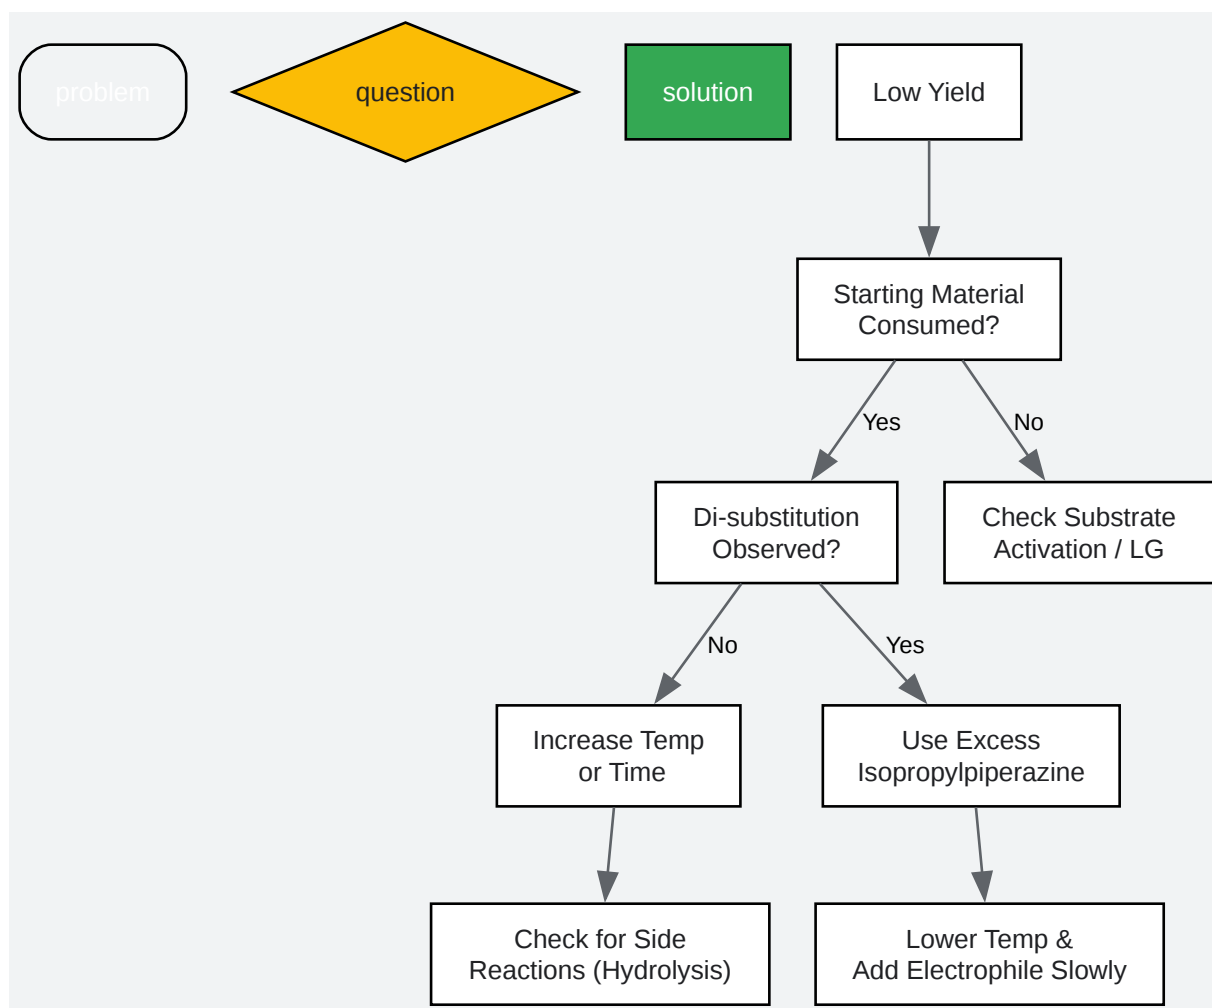 problem
question
solution
Low Yield
Starting Material
Consumed?
Yes
No
Di-substitution
Observed?
Check Substrate
Activation / LG
No
Yes
Increase Temp
or Time
Use Excess
Isopropylpiperazine
Check for Side
Reactions (Hydrolysis)
Lower Temp &
Add Electrophile Slowly